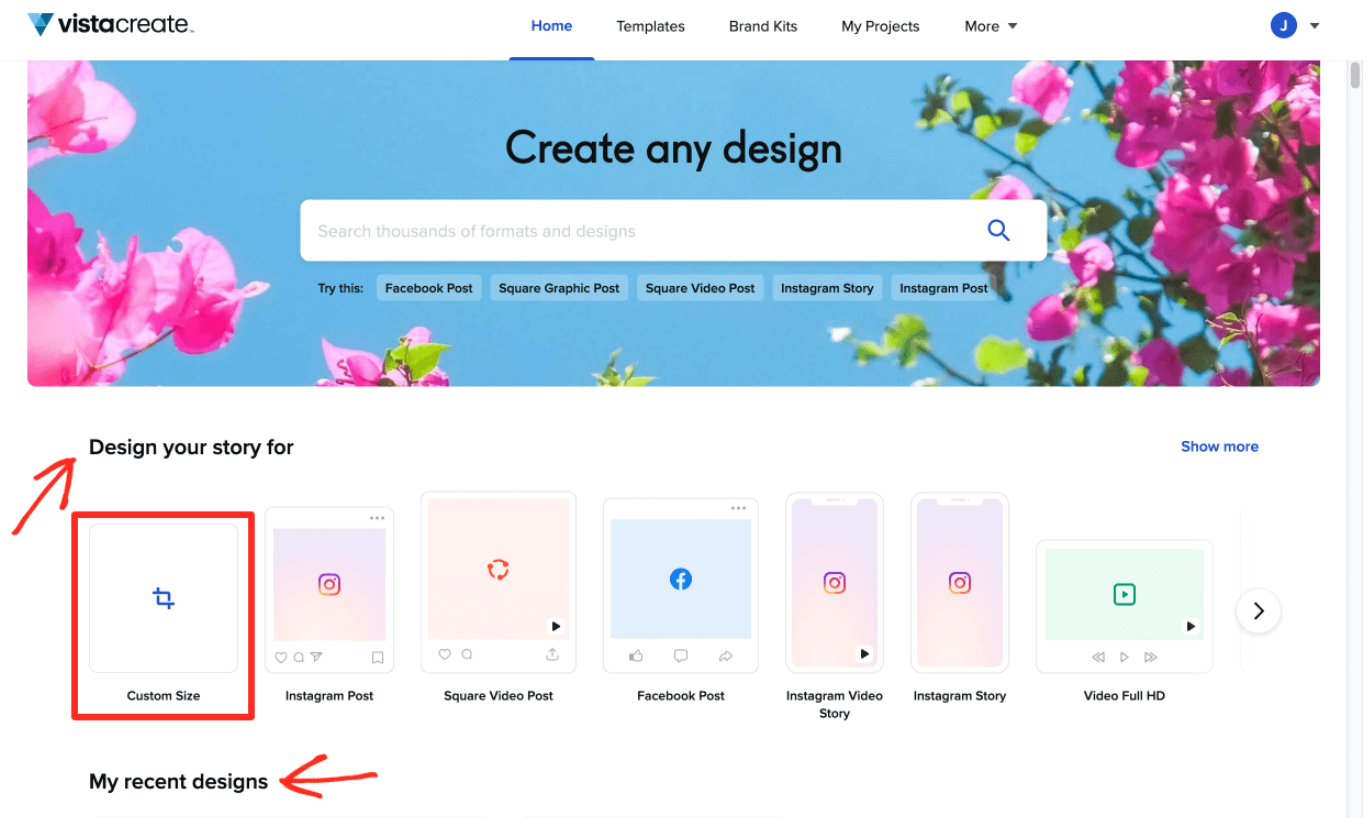 vistacreate
Home Templates Brand Kits My Projects More J
Create any design
Search thousands of formats and designs
Try this: Facebook Post Square Graphic Post Square Video Post Instagram Story Instagram Post
Design your story for Show more
Custom Size Instagram Post Square Video Post Facebook Post Instagram Video Story Instagram Story Video Full HD
My recent designs